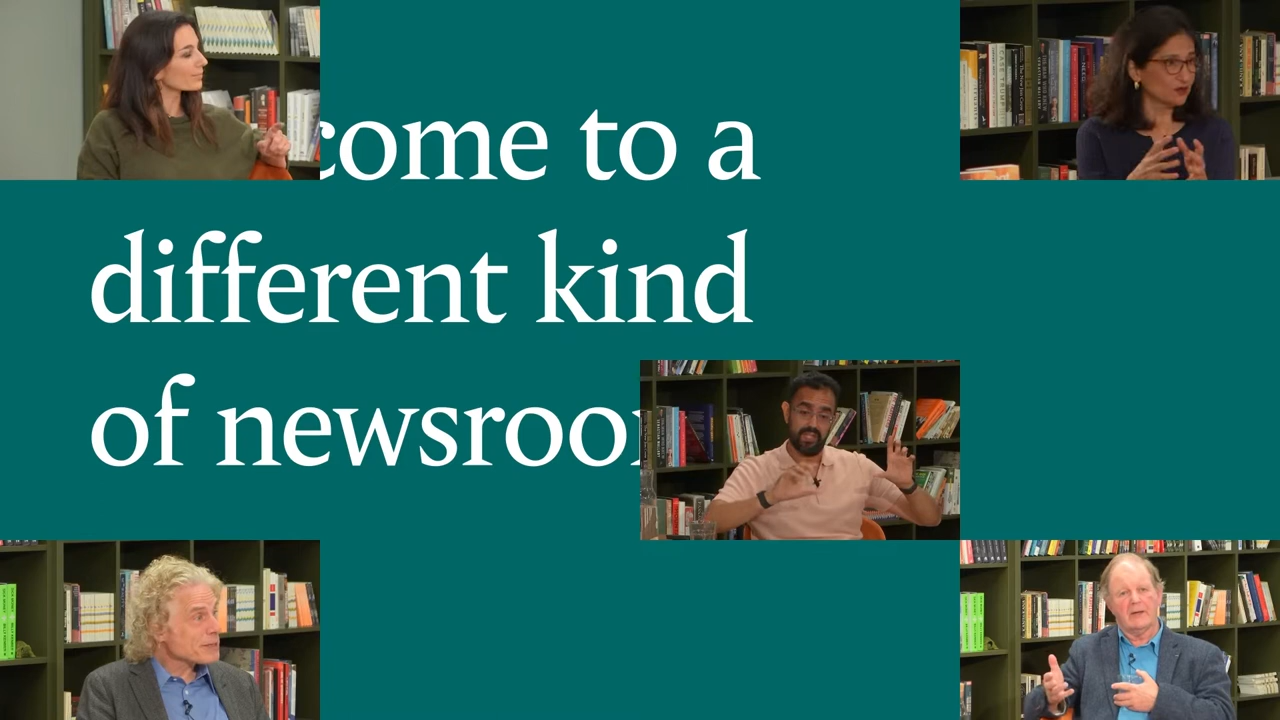 come to a
different kind
of newsroo